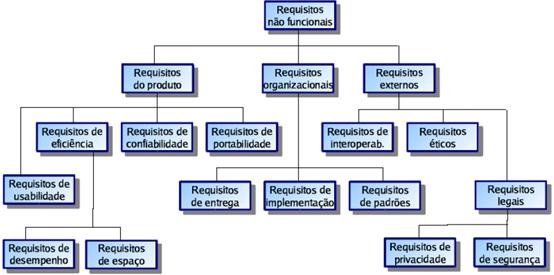 Requisitos
não funcionais
Requisitos
do produto
Requisitos
organizacionais
Requisitos
externos
Requisitos de
eficiência
Requisitos de
confiabilidade
Requisitos de
portabilidade
Requisitos de
interoperab.
Requisitos
éticos
Requisitos de
usabilidade
Requisitos
de entrega
Requisitos de
implementação
Requisitos
de padrões
Requisitos
legais
Requisitos de
desempenho
Requisitos
de espaço
Requisitos de
privacidade
Requisitos
de segurança